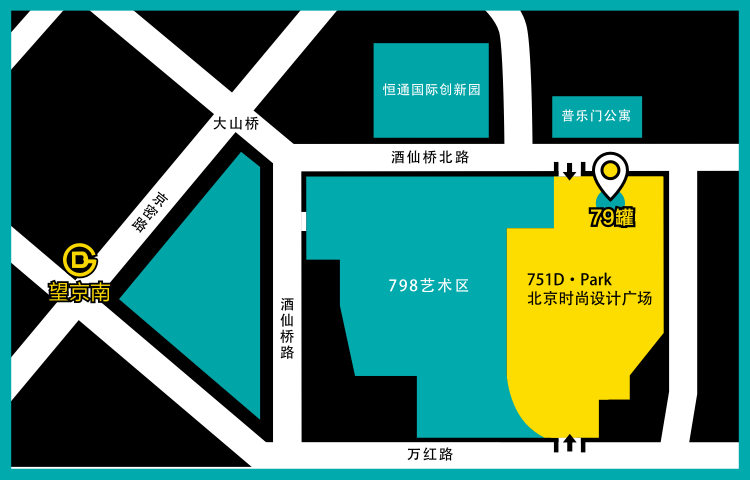 恒通国际创新园
普乐门公寓
大山桥
酒仙桥北路
京密路
79罐
望京南
751D·Park
北京时尚设计广场
798艺术区
酒仙桥路
万红路